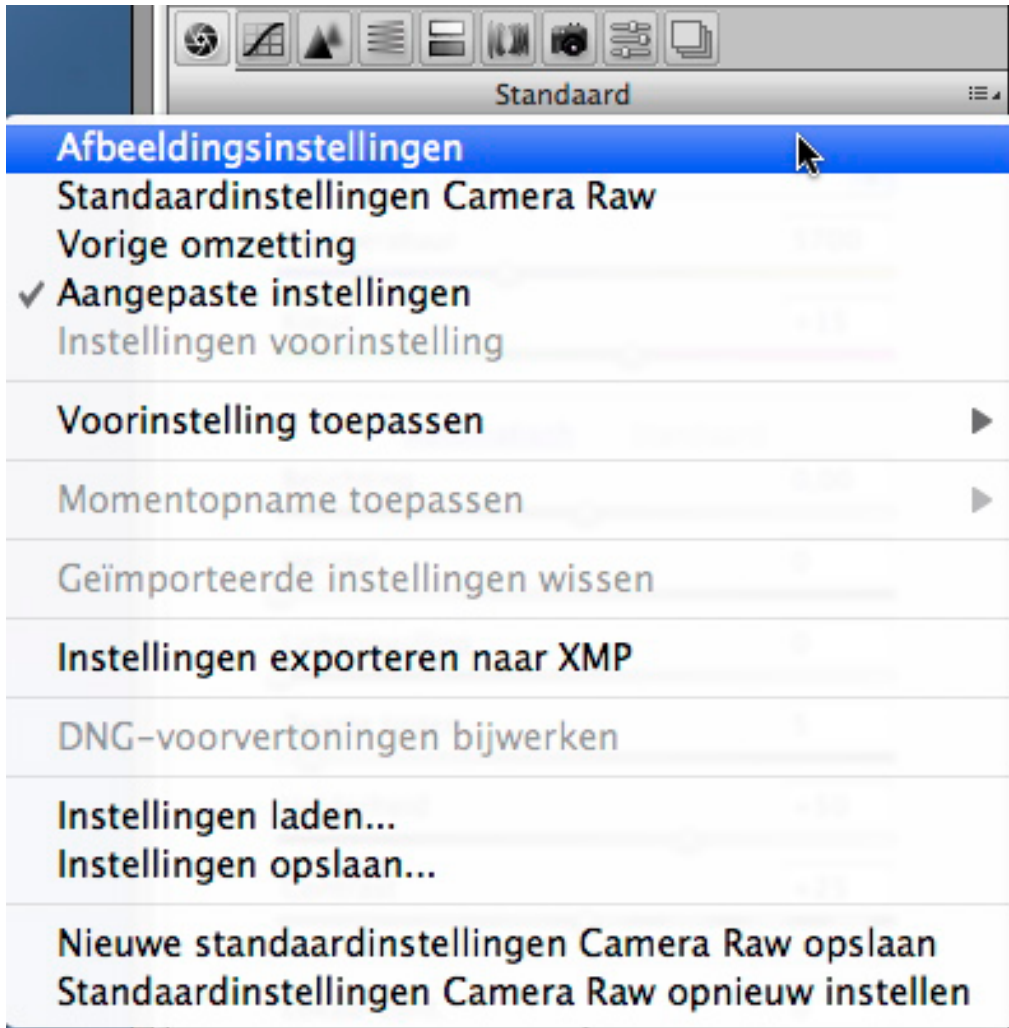 Standaard
Afbeeldingsinstellingen
Standaardinstellingen Camera Raw
Vorige omzetting
Aangepaste instellingen
Instellingen voorinstelling
Voorinstelling toepassen
Momentopname toepassen
Geïmporteerde instellingen wissen
Instellingen exporteren naar XMP
DNG-voorvertoningen bijwerken
Instellingen laden...
Instellingen opslaan...
Nieuwe standaardinstellingen Camera Raw opslaan
Standaardinstellingen Camera Raw opnieuw instellen